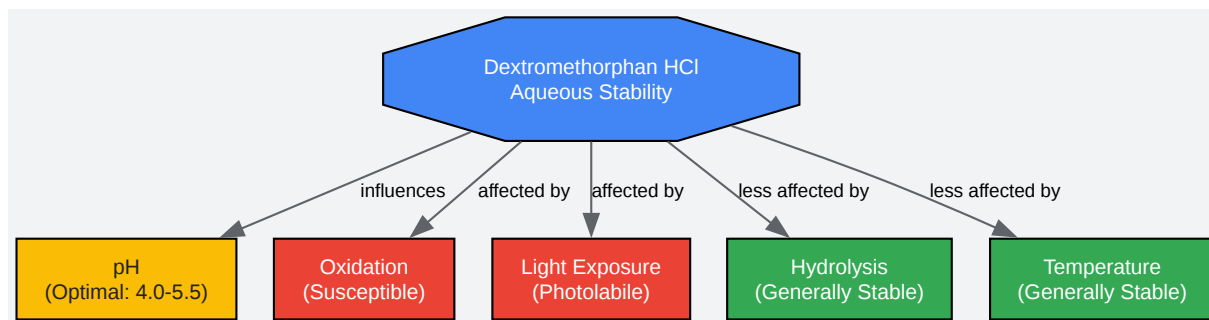 Dextromethorphan HCl
Aqueous Stability
influences
affected by
affected by
less affected by
less affected by
pH
(Optimal: 4.0-5.5)
Oxidation
(Susceptible)
Light Exposure
(Photolabile)
Hydrolysis
(Generally Stable)
Temperature
(Generally Stable)